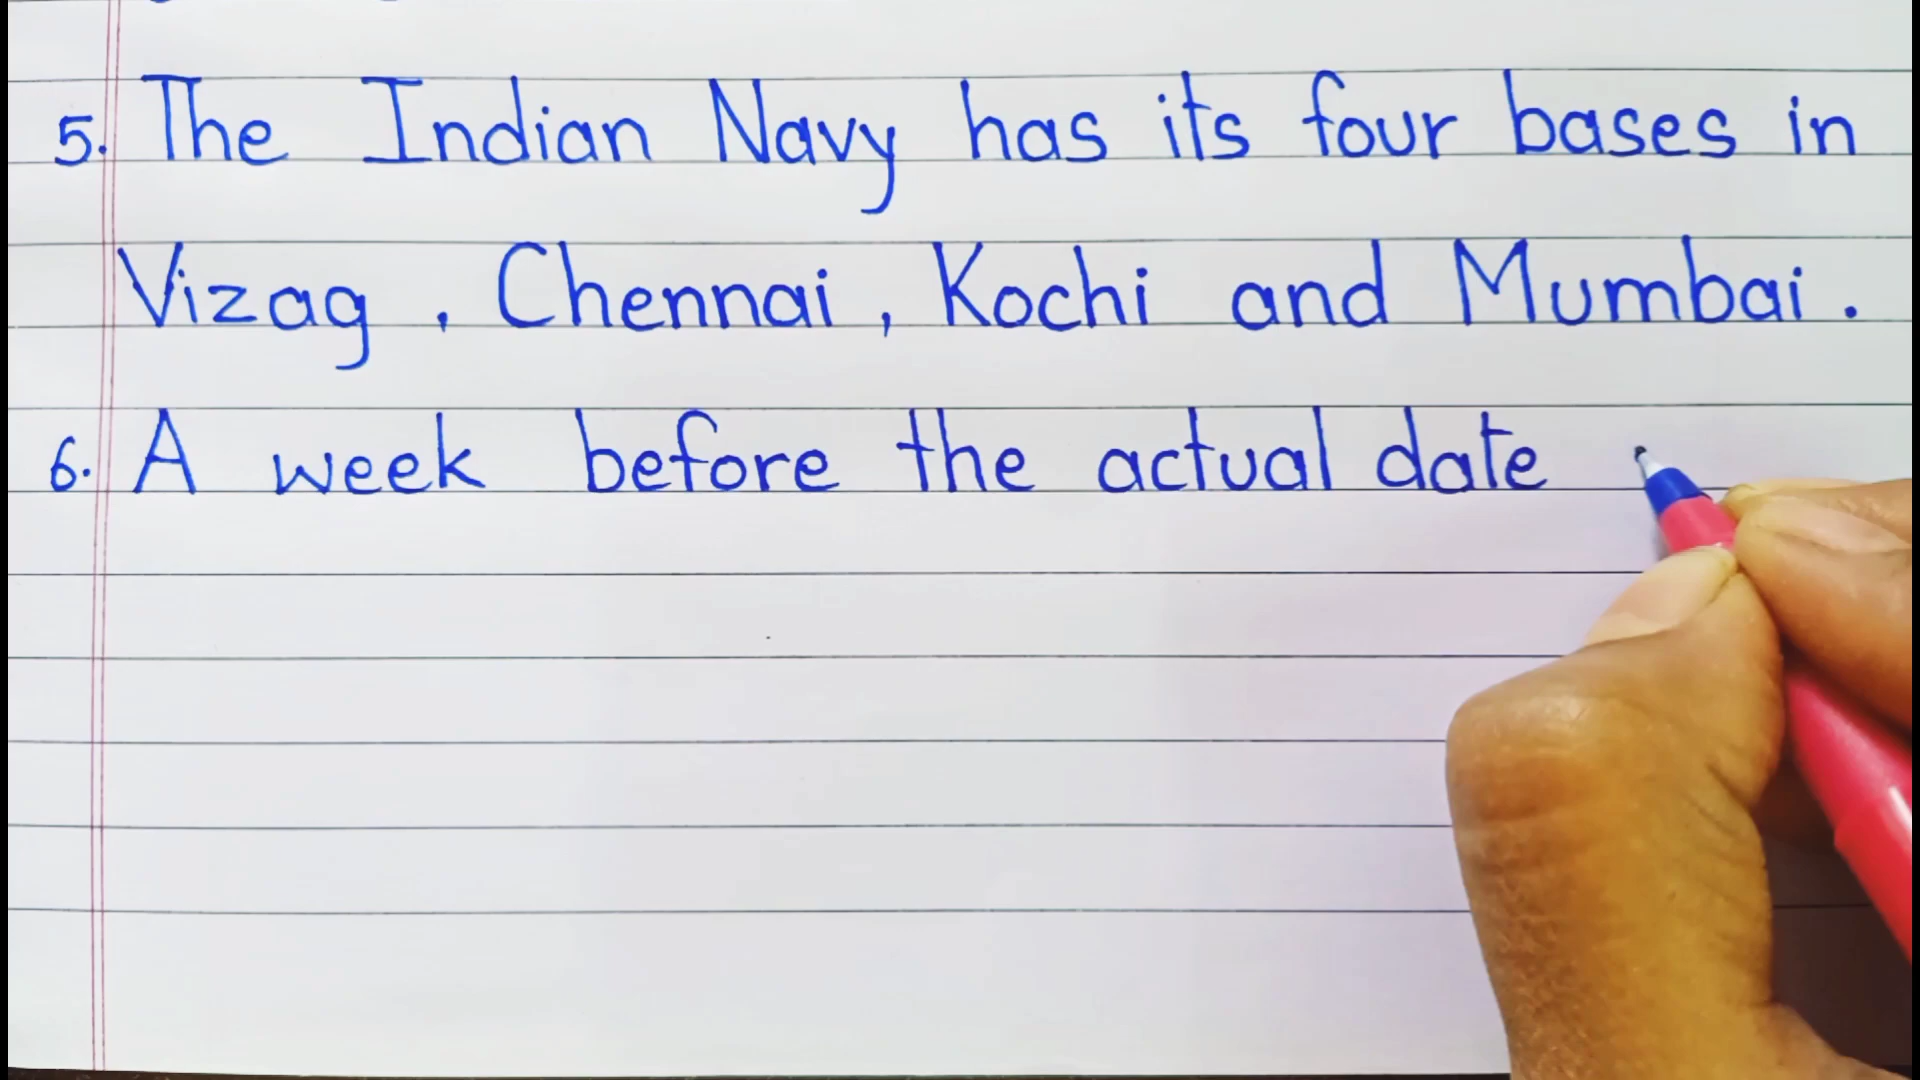 5. The Indian Navy has its four bases in
Vizag , Chennai , Kochi and Mumbai .
6. A week before the actual date